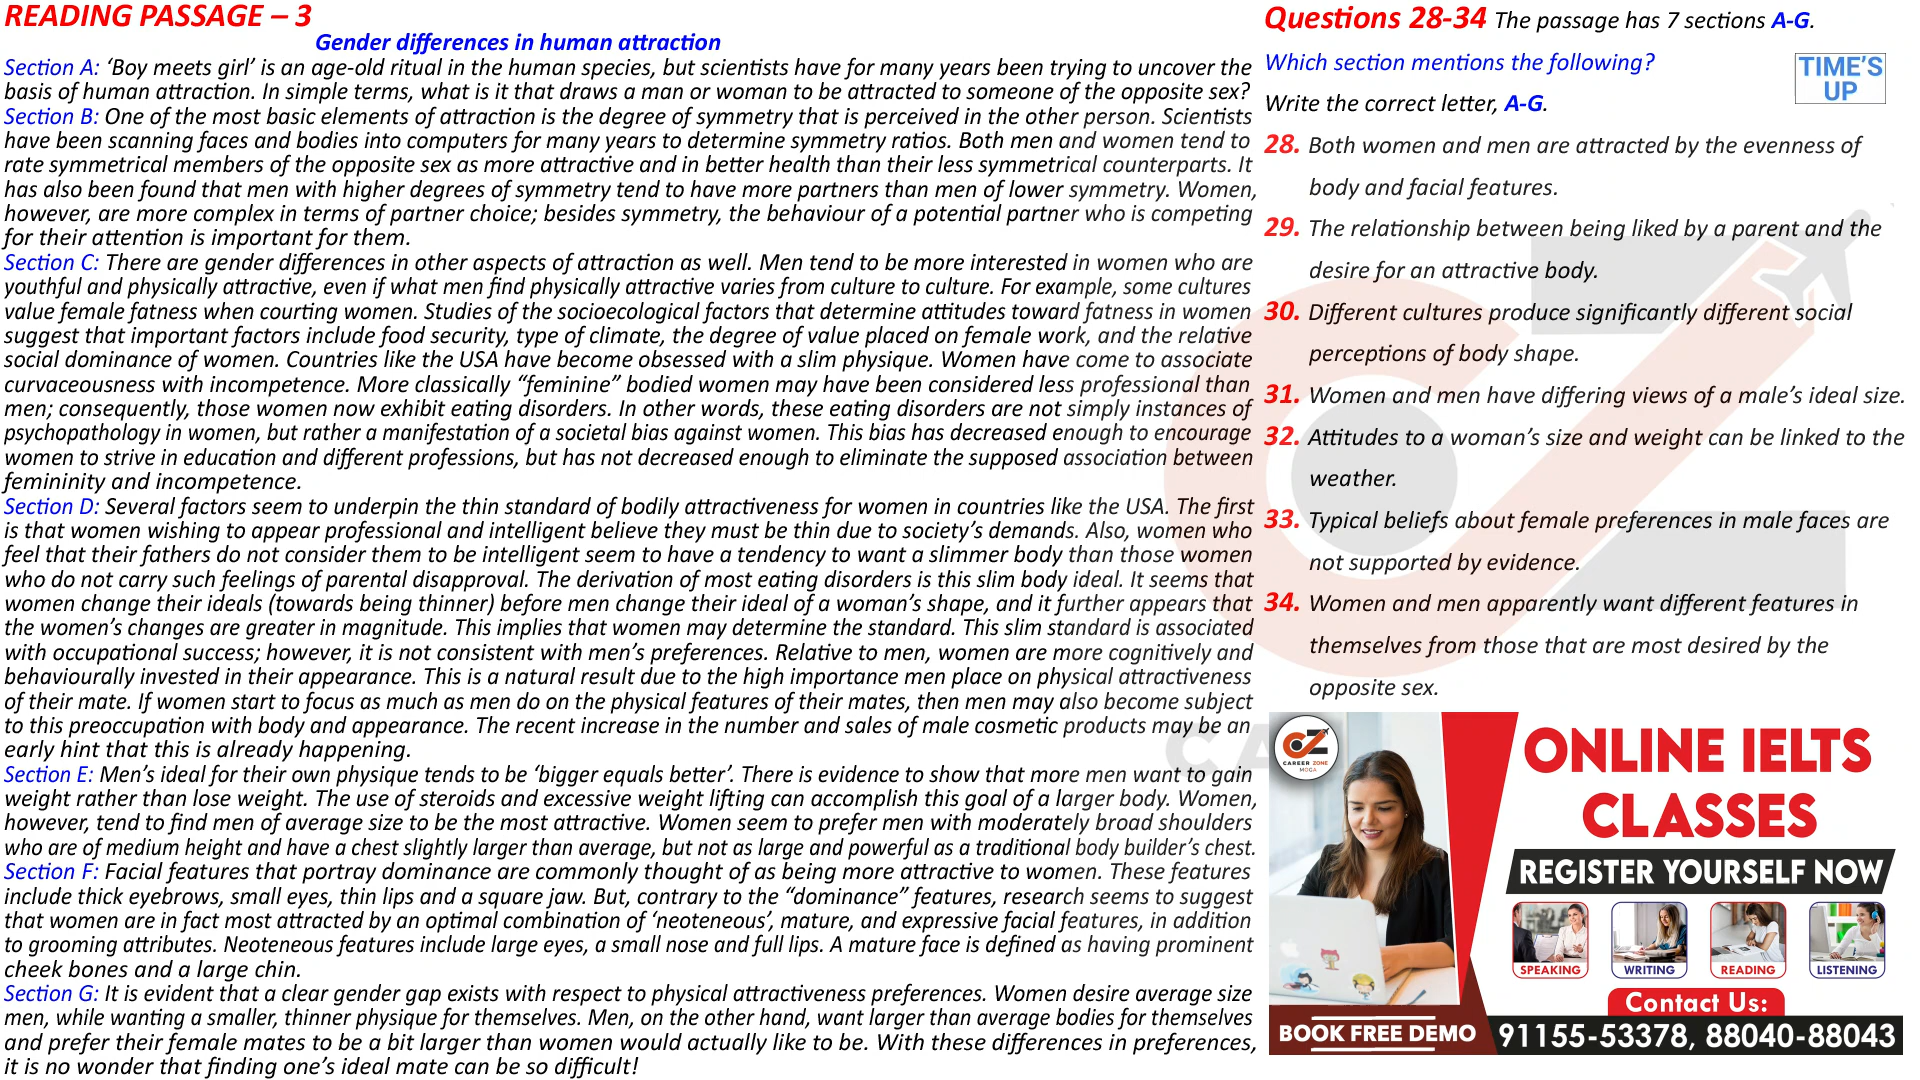 READING PASSAGE – 3
Gender differences in human attraction
Section A: ‘Boy meets girl’ is an age-old ritual in the human species, but scientists have for many years been trying to uncover the
basis of human attraction. In simple terms, what is it that draws a man or woman to be attracted to someone of the opposite sex?
Section B: One of the most basic elements of attraction is the degree of symmetry that is perceived in the other person. Scientists
have been scanning faces and bodies into computers for many years to determine symmetry ratios. Both men and women tend to
rate symmetrical members of the opposite sex as more attractive and in better health than their less symmetrical counterparts. It
has also been found that men with higher degrees of symmetry tend to have more partners than men of lower symmetry. Women,
however, are more complex in terms of partner choice; besides symmetry, the behaviour of a potential partner who is competing
for their attention is important for them.
Section C: There are gender differences in other aspects of attraction as well. Men tend to be more interested in women who are
youthful and physically attractive, even if what men find physically attractive varies from culture to culture. For example, some cultures
value female fatness when courting women. Studies of the socioecological factors that determine attitudes toward fatness in women
suggest that important factors include food security, type of climate, the degree of value placed on female work, and the relative
social dominance of women. Countries like the USA have become obsessed with a slim physique. Women have come to associate
curvaceousness with incompetence. More classically “feminine” bodied women may have been considered less professional than
men; consequently, those women now exhibit eating disorders. In other words, these eating disorders are not simply instances of
psychopathology in women, but rather a manifestation of a societal bias against women. This bias has decreased enough to encourage
women to strive in education and different professions, but has not decreased enough to eliminate the supposed association between
femininity and incompetence.
Section D: Several factors seem to underpin the thin standard of bodily attractiveness for women in countries like the USA. The first
is that women wishing to appear professional and intelligent believe they must be thin due to society’s demands. Also, women who
feel that their fathers do not consider them to be intelligent seem to have a tendency to want a slimmer body than those women
who do not carry such feelings of parental disapproval. The derivation of most eating disorders is this slim body ideal. It seems that
women change their ideals (towards being thinner) before men change their ideal of a woman’s shape, and it further appears that
the women’s changes are greater in magnitude. This implies that women may determine the standard. This slim standard is associated
with occupational success; however, it is not consistent with men’s preferences. Relative to men, women are more cognitively and
behaviourally invested in their appearance. This is a natural result due to the high importance men place on physical attractiveness
of their mate. If women start to focus as much as men do on the physical features of their mates, then men may also become subject
to this preoccupation with body and appearance. The recent increase in the number and sales of male cosmetic products may be an
early hint that this is already happening.
Section E: Men’s ideal for their own physique tends to be ‘bigger equals better’. There is evidence to show that more men want to gain
weight rather than lose weight. The use of steroids and excessive weight lifting can accomplish this goal of a larger body. Women,
however, tend to find men of average size to be the most attractive. Women seem to prefer men with moderately broad shoulders
who are of medium height and have a chest slightly larger than average, but not as large and powerful as a traditional body builder’s chest.
Section F: Facial features that portray dominance are commonly thought of as being more attractive to women. These features
include thick eyebrows, small eyes, thin lips and a square jaw. But, contrary to the “dominance” features, research seems to suggest
that women are in fact most attracted by an optimal combination of ‘neoteneous’, mature, and expressive facial features, in addition
to grooming attributes. Neoteneous features include large eyes, a small nose and full lips. A mature face is defined as having prominent
cheek bones and a large chin.
Section G: It is evident that a clear gender gap exists with respect to physical attractiveness preferences. Women desire average size
men, while wanting a smaller, thinner physique for themselves. Men, on the other hand, want larger than average bodies for themselves
and prefer their female mates to be a bit larger than women would actually like to be. With these differences in preferences,
it is no wonder that finding one’s ideal mate can be so difficult!
Questions 28-34 The passage has 7 sections A-G.
Which section mentions the following?
TIME’S
UP
Write the correct letter, A-G.
28. Both women and men are attracted by the evenness of
body and facial features.
29. The relationship between being liked by a parent and the
desire for an attractive body.
30. Different cultures produce significantly different social
perceptions of body shape.
31. Women and men have differing views of a male’s ideal size.
32. Attitudes to a woman’s size and weight can be linked to the
weather.
33. Typical beliefs about female preferences in male faces are
not supported by evidence.
34. Women and men apparently want different features in
themselves from those that are most desired by the
opposite sex.
CAREER ZONE
MOGA
ONLINE IELTS
CLASSES
REGISTER YOURSELF NOW
SPEAKING
WRITING
READING
LISTENING
Contact Us:
BOOK FREE DEMO
91155-53378, 88040-88043